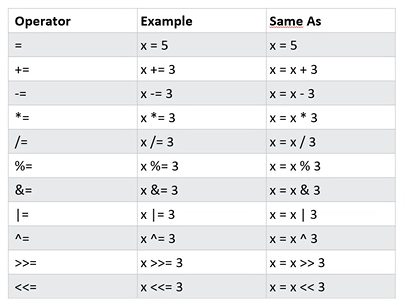 Operator Example Same As
= x = 5 x = 5
+= x += 3 x = x + 3
-= x -= 3 x = x - 3
*= x *= 3 x = x * 3
/= x /= 3 x = x / 3
%= x %= 3 x = x % 3
&= x &= 3 x = x & 3
|= x |= 3 x = x | 3
^= x ^= 3 x = x ^ 3
>>= x >>= 3 x = x >> 3
<<= x <<= 3 x = x << 3